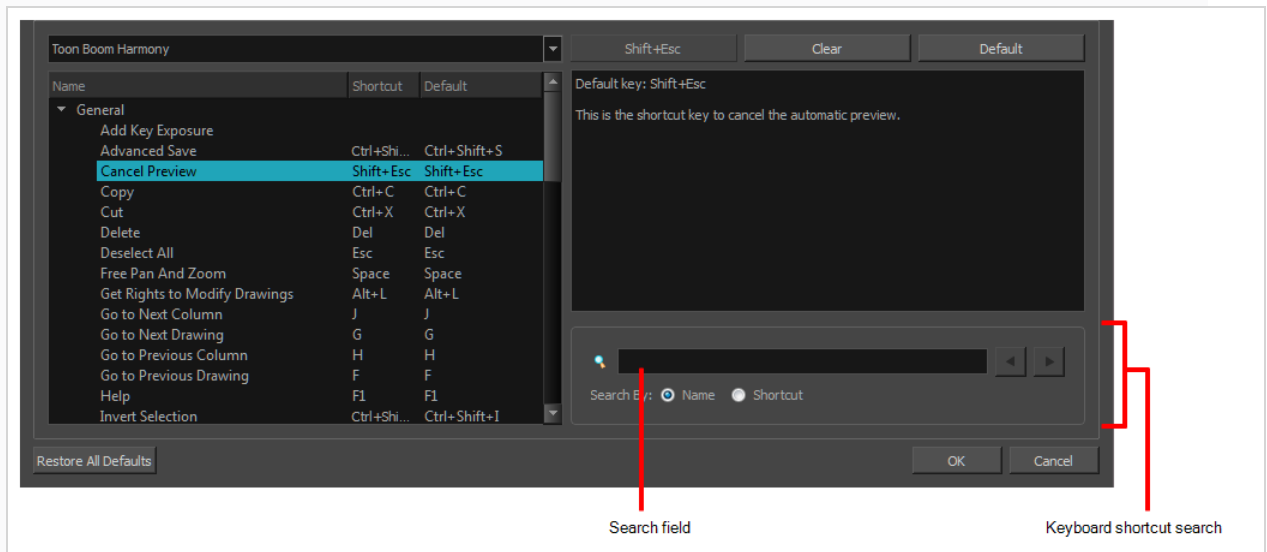 Toon Boom Harmony
Shift+Esc Clear Default
Name Shortcut Default
General
Add Key Exposure
Advanced Save Ctrl+Shi... Ctrl+Shift+S
Cancel Preview Shift+Esc Shift+Esc
Copy Ctrl+C Ctrl+C
Cut Ctrl+X Ctrl+X
Delete Del Del
Deselect All Esc Esc
Free Pan And Zoom Space Space
Get Rights to Modify Drawings Alt+L Alt+L
Go to Next Column J J
Go to Next Drawing G G
Go to Previous Column H H
Go to Previous Drawing F F
Help F1 F1
Invert Selection Ctrl+Shi... Ctrl+Shift+I
Default key: Shift+Esc
This is the shortcut key to cancel the automatic preview.
Search By: Name Shortcut
Restore All Defaults OK Cancel
Search field Keyboard shortcut search